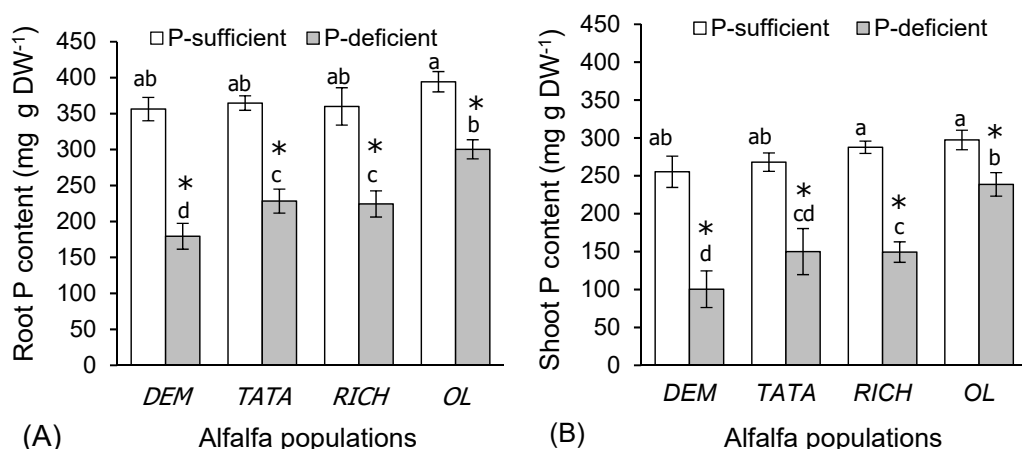 P-sufficient P-deficient
Root P content (mg g DW-1)
450
400
350
300
250
200
150
100
50
0
ab
ab
ab
a
*
d
*
c
*
c
*
b
DEM TATA RICH OL
(A) Alfalfa populations
P-sufficient P-deficient
Shoot P content (mg g DW-1)
450
400
350
300
250
200
150
100
50
0
ab
ab
a
a
*
d
*
cd
*
c
*
b
DEM TATA RICH OL
(B) Alfalfa populations